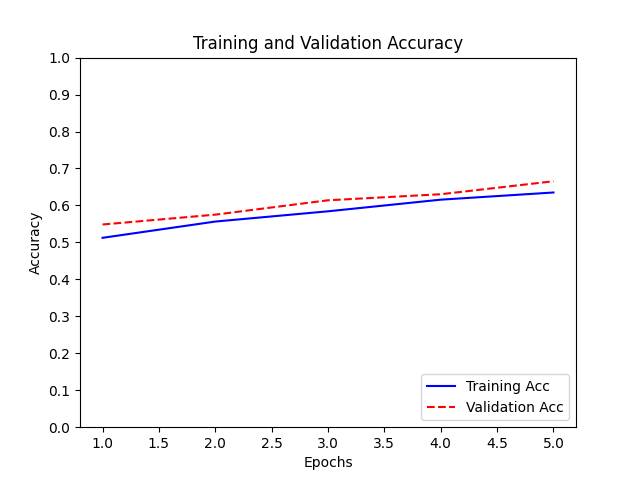 Training and Validation Accuracy
1.0
0.9
0.8
0.7
0.6
0.5
0.4
0.3
0.2
0.1
0.0
Accuracy
Training Acc
Validation Acc
1.0 1.5 2.0 2.5 3.0 3.5 4.0 4.5 5.0
Epochs